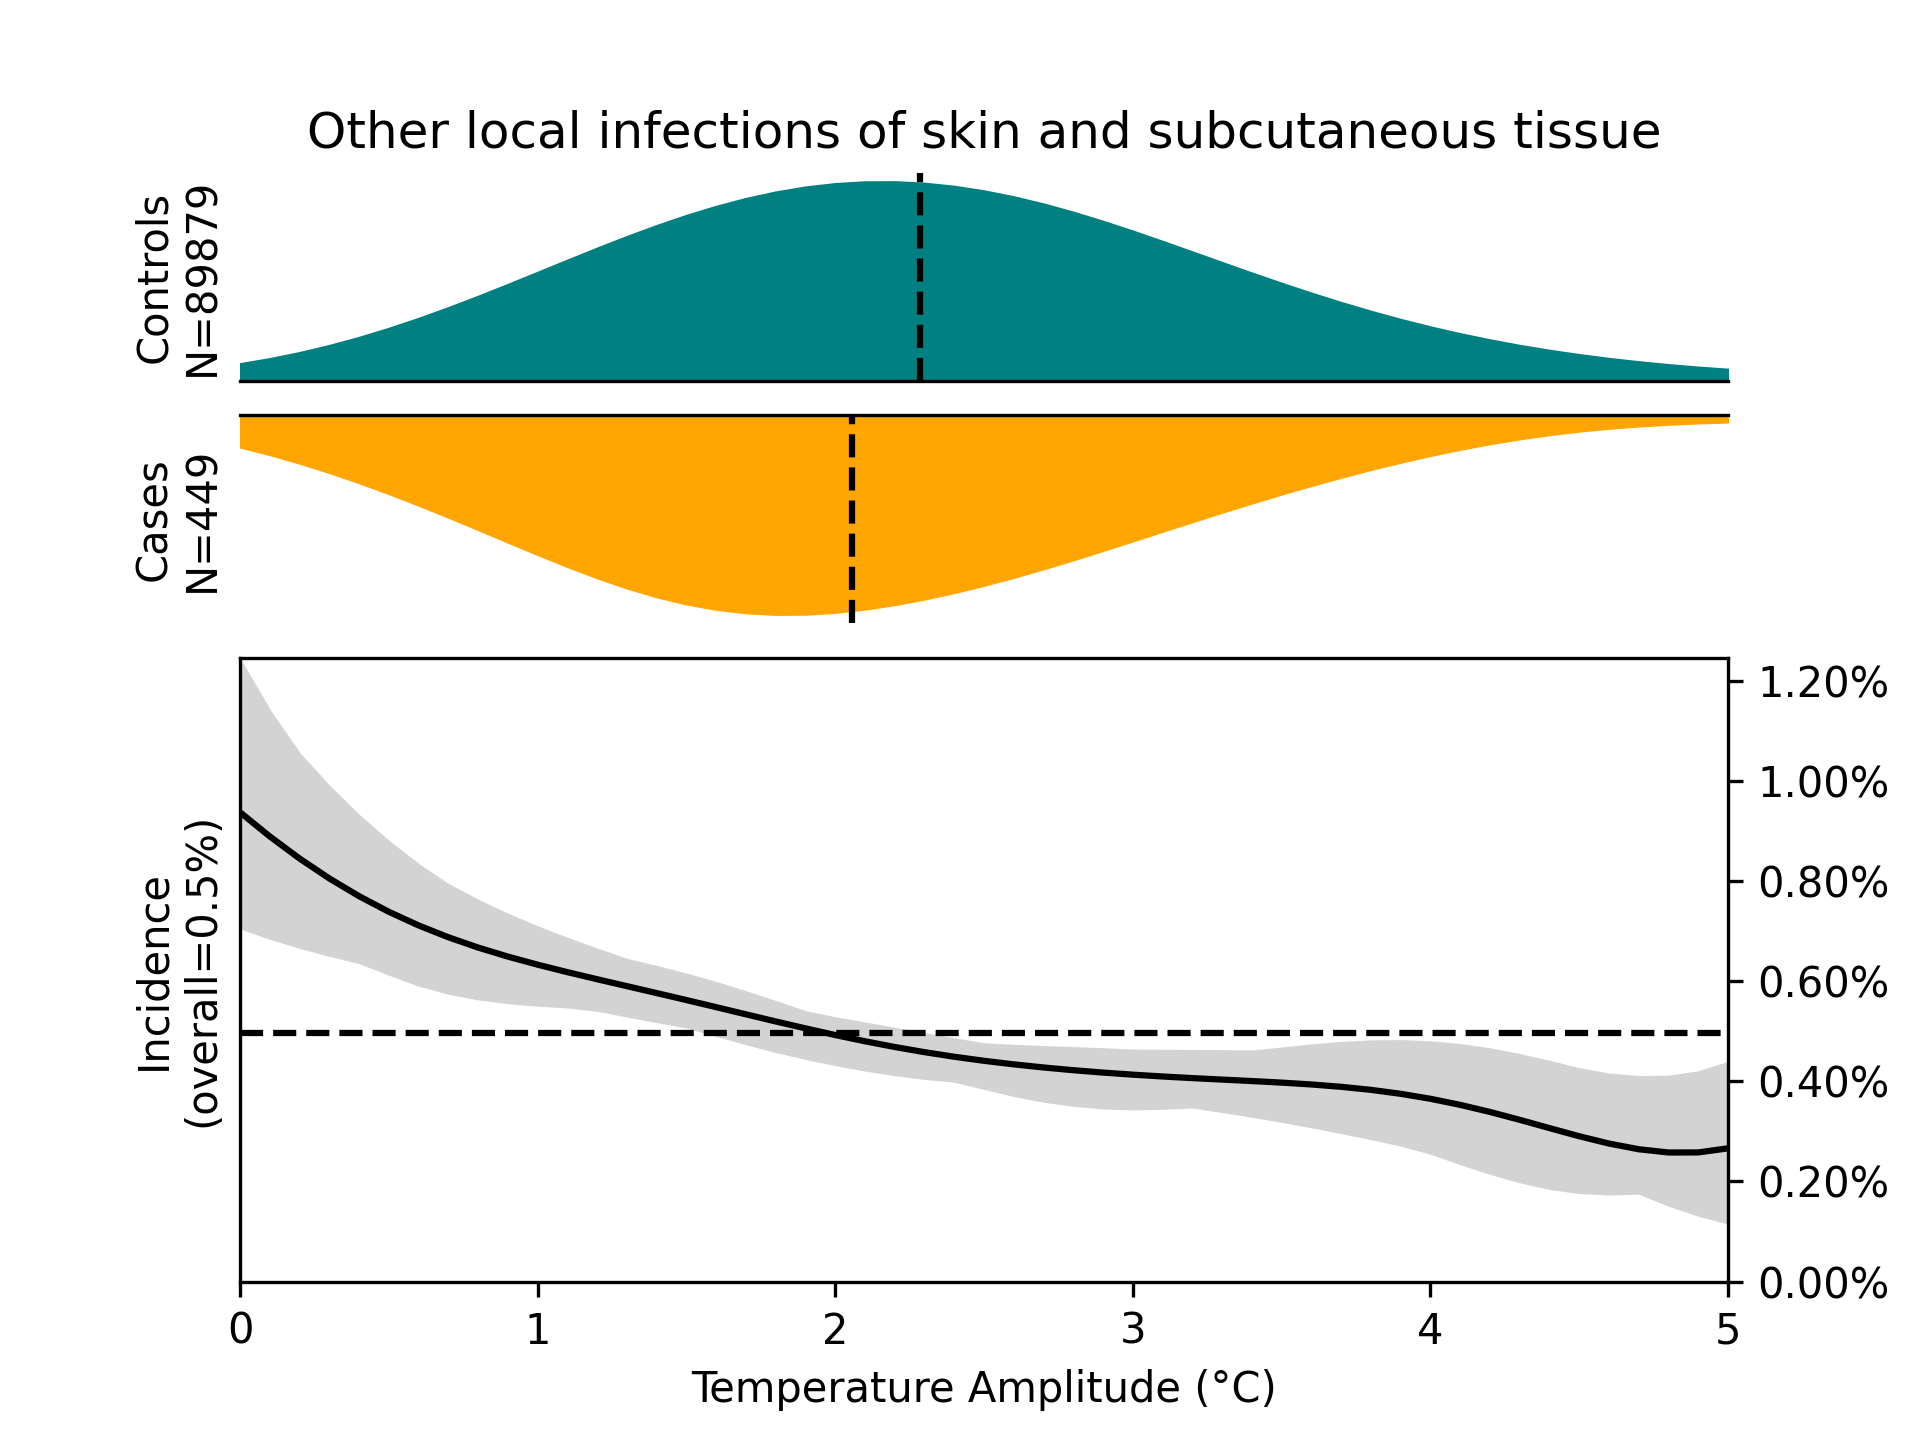 Other local infections of skin and subcutaneous tissue
Controls
N=89879
Cases
N=449
Incidence
(overall=0.5%)
1.20%
1.00%
0.80%
0.60%
0.40%
0.20%
0.00%
0 1 2 3 4 5
Temperature Amplitude (°C)